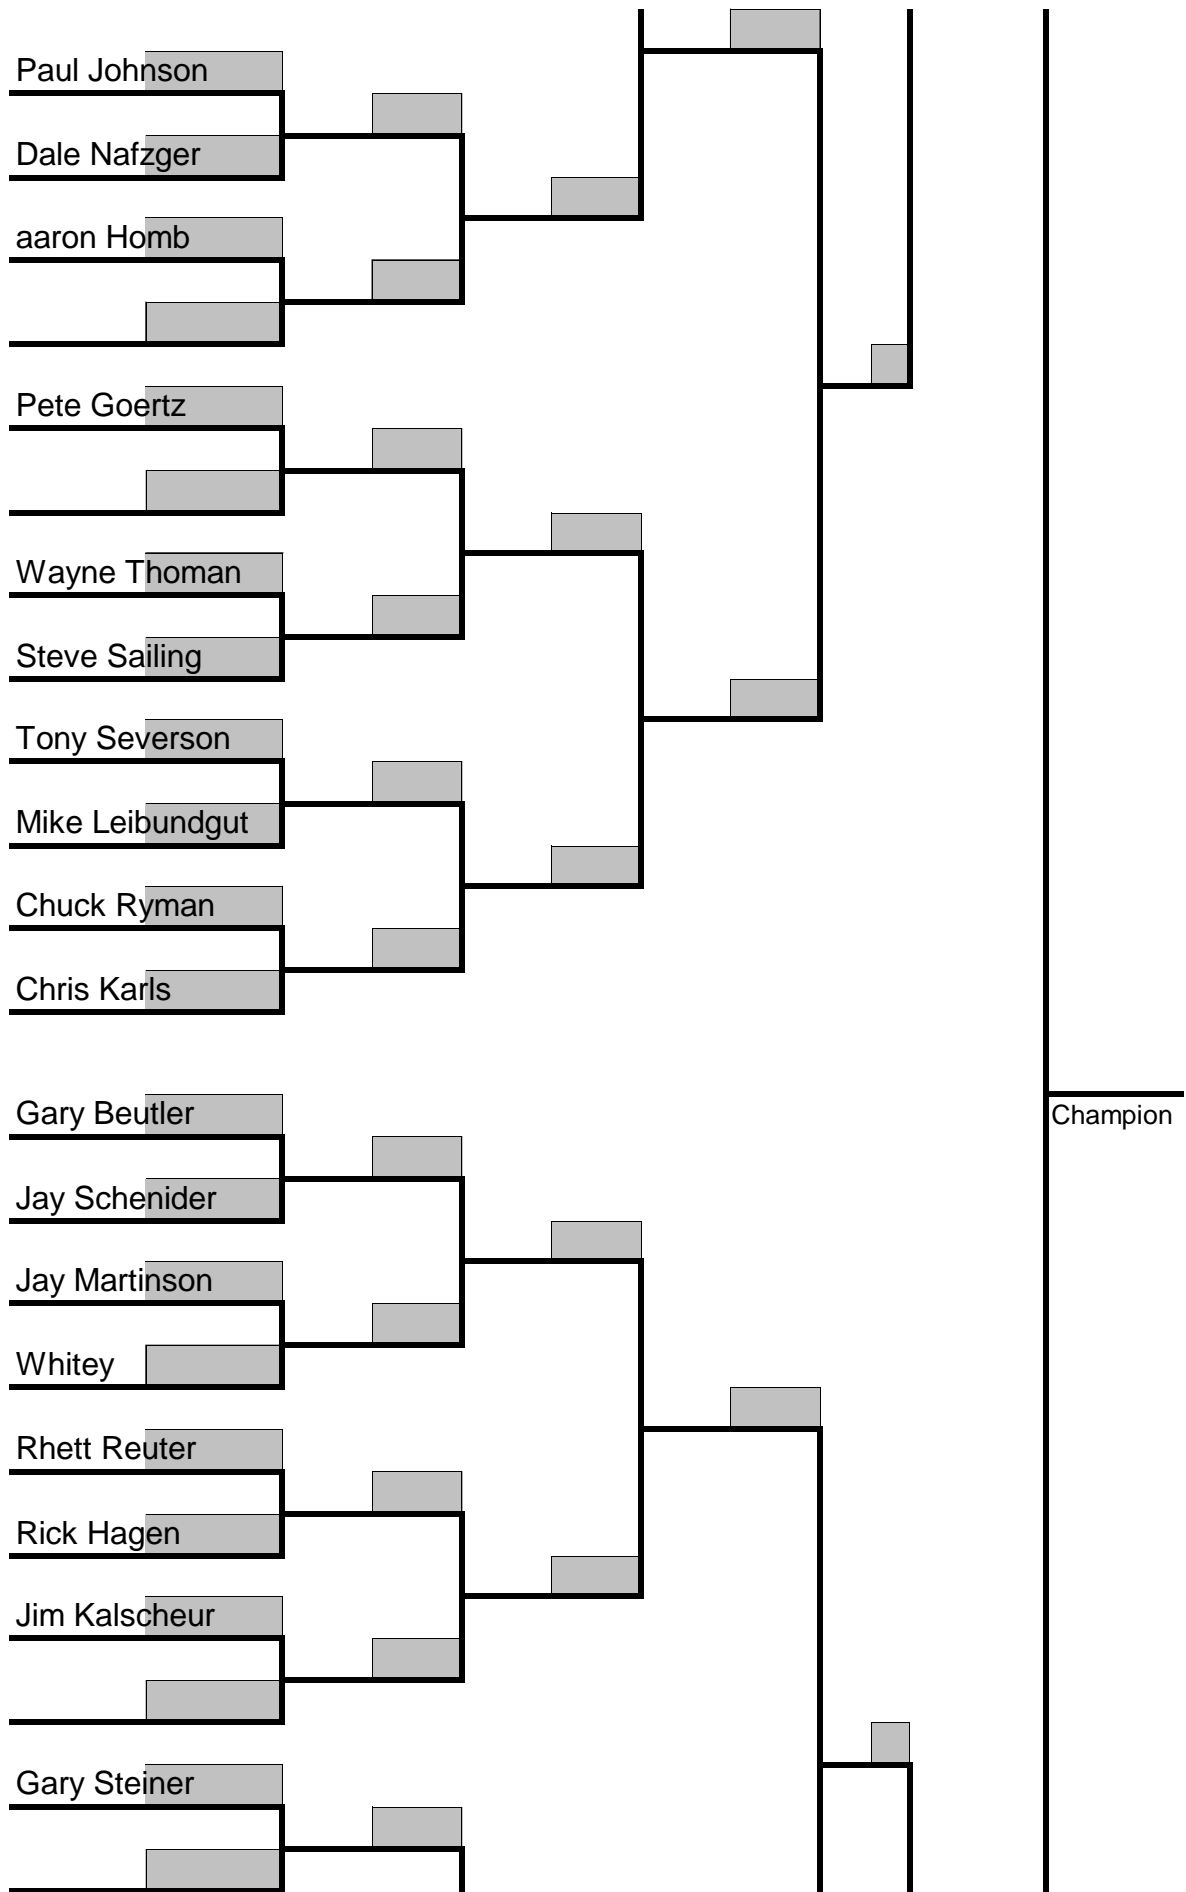 Paul Johnson
Dale Nafzger
aaron Homb
Pete Goertz
Wayne Thoman
Steve Sailing
Tony Severson
Mike Leibundgut
Chuck Ryman
Chris Karls
Gary Beutler
Champion
Jay Schenider
Jay Martinson
Whitey
Rhett Reuter
Rick Hagen
Jim Kalscheur
Gary Steiner